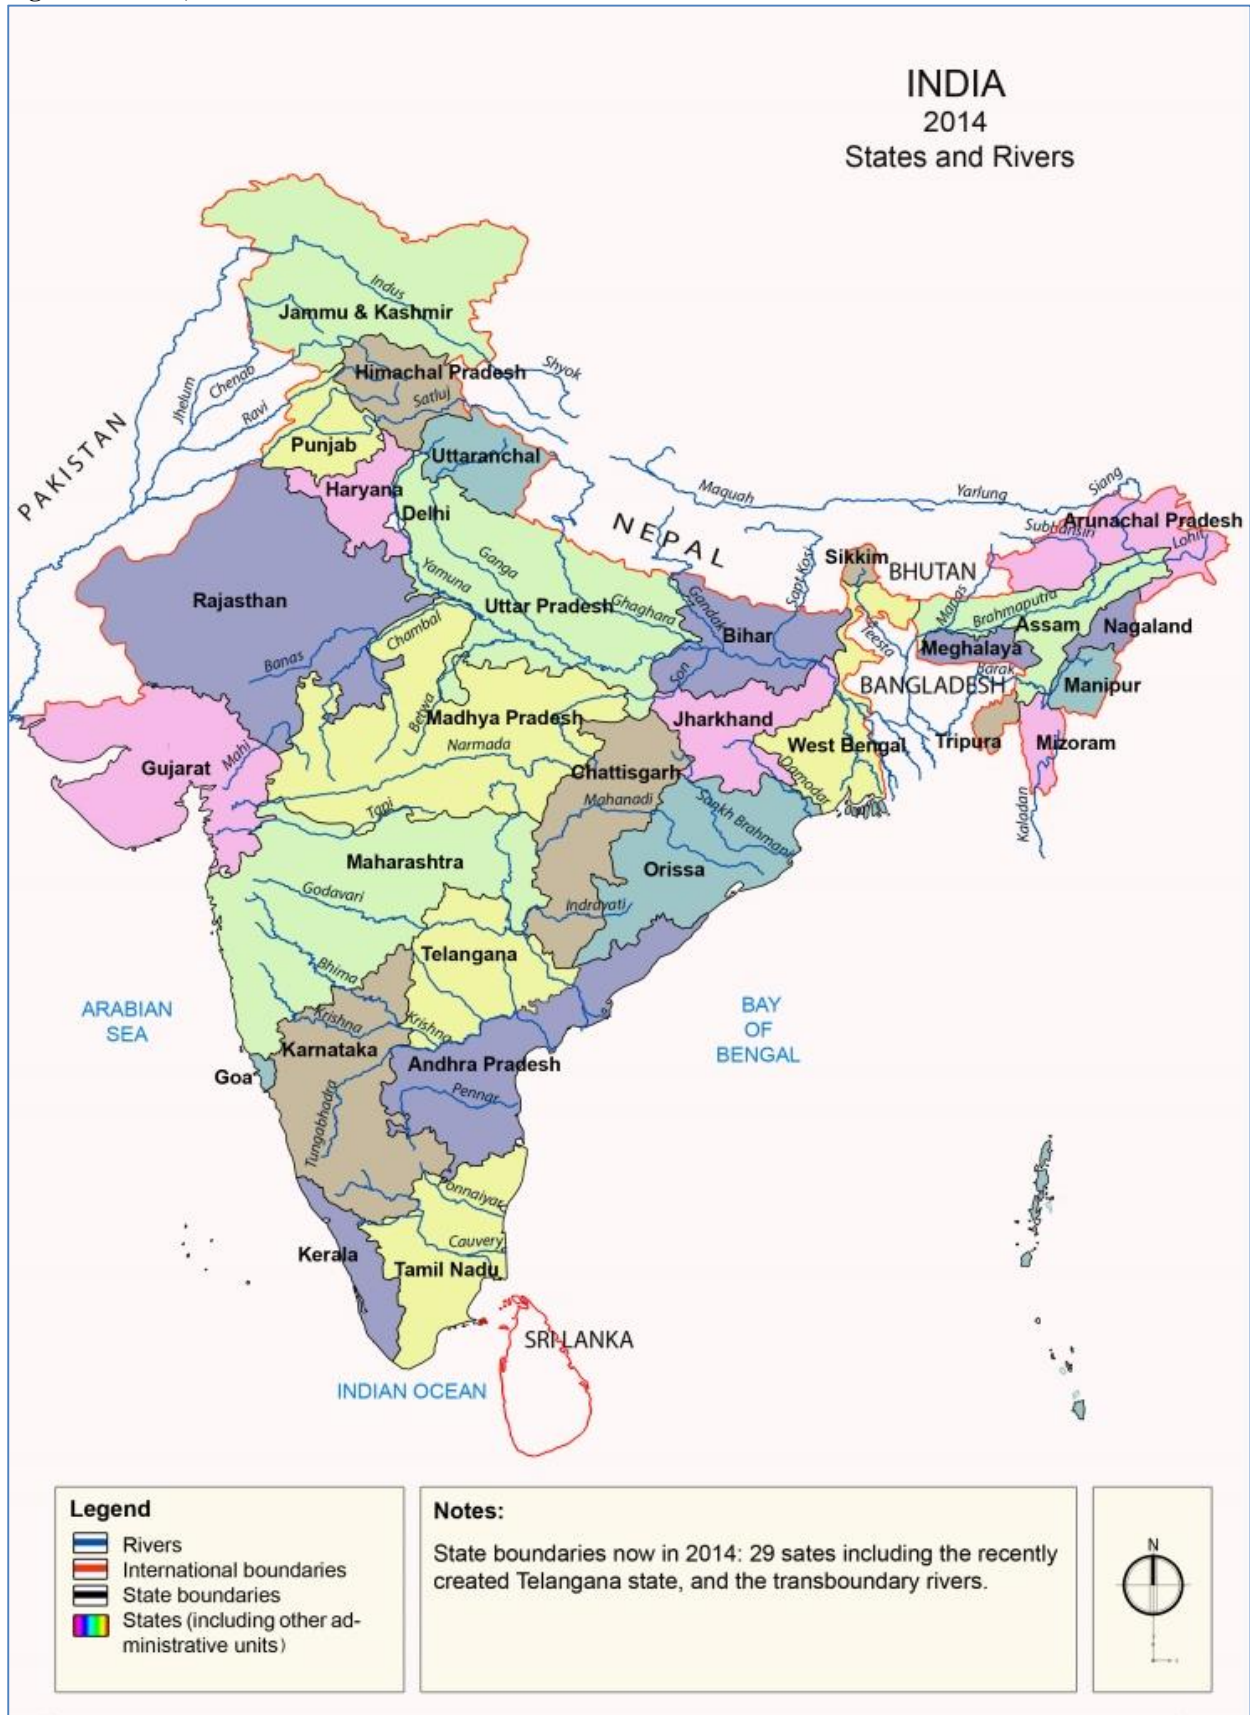 INDIA
2014
States and Rivers
Indus
Jammu & Kashmir
Shyok
Himachal Pradesh
Jhelum
Chenab
Satluj
Ravi
PAKISTAN
Punjab
Uttaranchal
Haryana
Maquah
Yarlung
Siang
Delhi
NEPAL
Subhansiri
Arunachal Pradesh
Lohit
Sikkim
BHUTAN
Ganga
Yamuna
Sapt Kosi
Rajasthan
Uttar Pradesh
Ghaghara
Gandak
Manas
Brahmaputra
Assam
Nagaland
Chambal
Bihar
Teesta
Meghalaya
Banas
Son
Barak
BANGLADESH
Manipur
Betwa
Madhya Pradesh
Jharkhand
West Bengal
Tripura
Mizoram
Mahi
Narmada
Gujarat
Chattisgarh
Damodar
Tapi
Mahanadi
Sankh Brahmani
Kaladan
Maharashtra
Orissa
Godavari
Indravati
Telangana
Bhima
ARABIAN
SEA
BAY
OF
BENGAL
Krishna
Krishna
Karnataka
Andhra Pradesh
Goa
Pennar
Tungabhadra
Ponnaiyar
Cauvery
Kerala
Tamil Nadu
SRI LANKA
INDIAN OCEAN
Legend
Rivers
International boundaries
State boundaries
States (including other ad-
ministrative units)
Notes:
State boundaries now in 2014: 29 sates including the recently
created Telangana state, and the transboundary rivers.
N